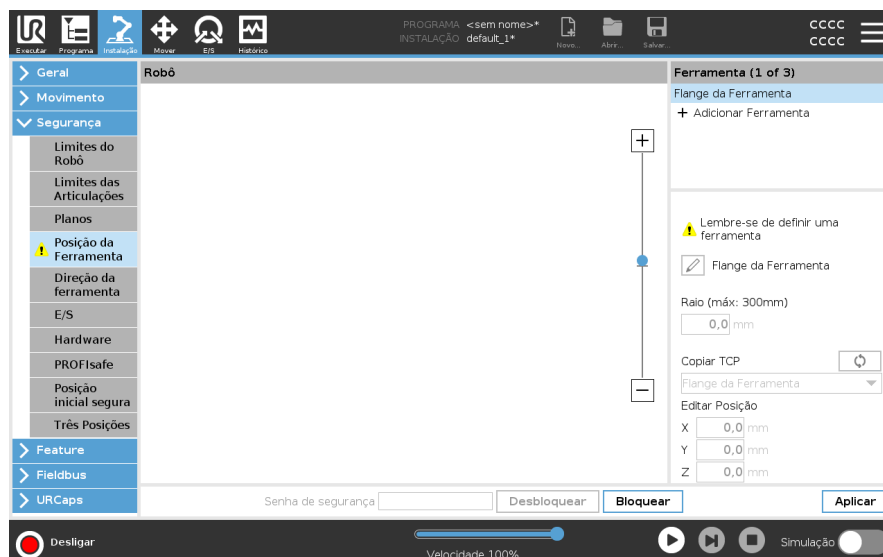 Executar
Programa
Instalação
Mover
E/S
Histórico
PROGRAMA <sem nome>*
INSTALAÇÃO default_1*
Novo...
Abrir...
Salvar...
CCCC
CCCC
Geral
Movimento
Segurança
Limites do
Robô
Limites das
Articulações
Planos
Posição da
Ferramenta
Direção da
ferramenta
E/S
Hardware
PROFIsafe
Posição
inicial segura
Três Posições
Feature
Fieldbus
URCaps
Robô
Ferramenta (1 of 3)
Flange da Ferramenta
+ Adicionar Ferramenta
Lembre-se de definir uma
ferramenta
Flange da Ferramenta
Raio (máx: 300mm)
0,0 mm
Copiar TCP
Flange da Ferramenta
Editar Posição
X 0,0 mm
Y 0,0 mm
Z 0,0 mm
Senha de segurança
Desbloquear
Bloquear
Aplicar
Desligar
Velocidade 100%
Simulação